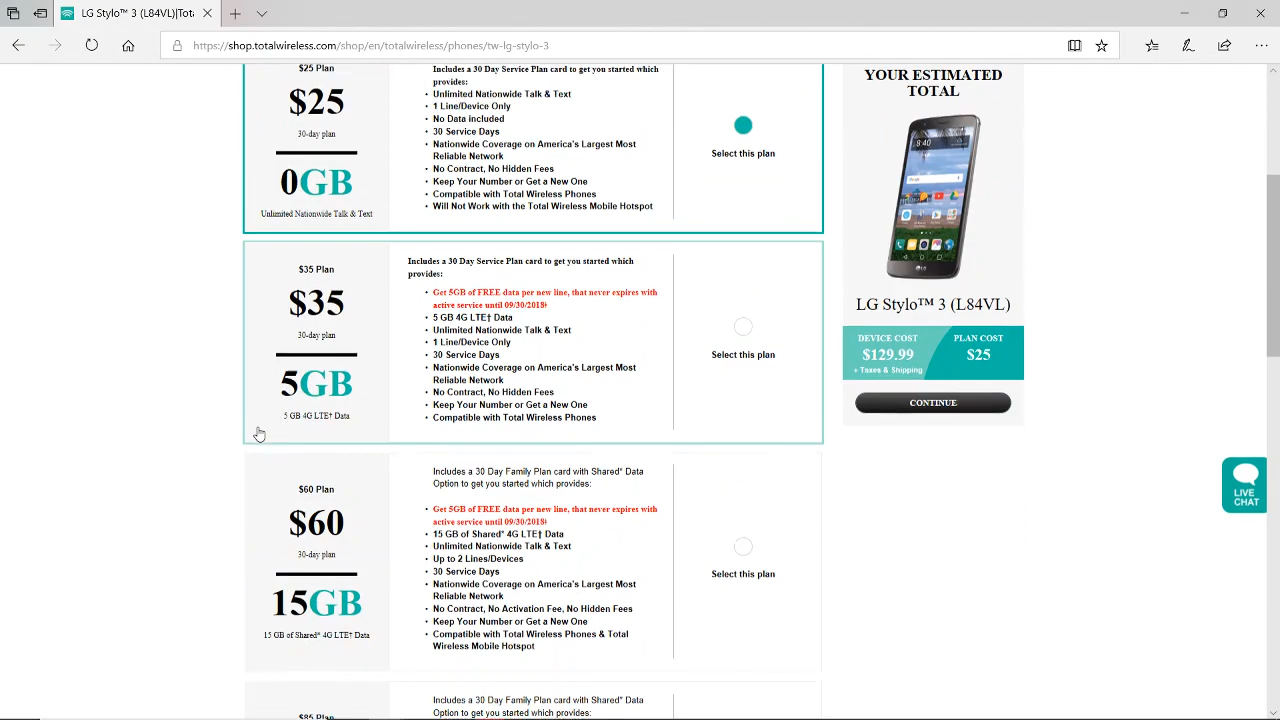 LG Stylo™ 3 (L84VL)|Tota
https://shop.totalwireless.com/shop/en/totalwireless/phones/tw-lg-stylo-3
$25 Plan
$25
30-day plan
0GB
Unlimited Nationwide Talk & Text
Includes a 30 Day Service Plan card to get you started which
provides:
• Unlimited Nationwide Talk & Text
• 1 Line/Device Only
• No Data included
• 30 Service Days
• Nationwide Coverage on America's Largest Most
Reliable Network
• No Contract, No Hidden Fees
• Keep Your Number or Get a New One
• Compatible with Total Wireless Phones
• Will Not Work with the Total Wireless Mobile Hotspot
Select this plan
$35 Plan
$35
30-day plan
5GB
5 GB 4G LTE† Data
Includes a 30 Day Service Plan card to get you started which
provides:
• Get 5GB of FREE data per new line, that never expires with
active service until 09/30/2018‡
• 5 GB 4G LTE† Data
• Unlimited Nationwide Talk & Text
• 1 Line/Device Only
• 30 Service Days
• Nationwide Coverage on America's Largest Most
Reliable Network
• No Contract, No Hidden Fees
• Keep Your Number or Get a New One
• Compatible with Total Wireless Phones
Select this plan
$60 Plan
$60
30-day plan
15GB
15 GB of Shared* 4G LTE† Data
Includes a 30 Day Family Plan card with Shared* Data
Option to get you started which provides:
• Get 5GB of FREE data per new line, that never expires with
active service until 09/30/2018‡
• 15 GB of Shared* 4G LTE† Data
• Unlimited Nationwide Talk & Text
• Up to 2 Lines/Devices
• 30 Service Days
• Nationwide Coverage on America's Largest Most
Reliable Network
• No Contract, No Activation Fee, No Hidden Fees
• Keep Your Number or Get a New One
• Compatible with Total Wireless Phones & Total
Wireless Mobile Hotspot
Select this plan
$85 Plan
Includes a 30 Day Family Plan card with Shared* Data
Option to get you started which provides:
YOUR ESTIMATED
TOTAL
8:40
LG
LG Stylo™ 3 (L84VL)
DEVICE COST
$129.99
+ Taxes & Shipping
PLAN COST
$25
CONTINUE
LIVE
CHAT